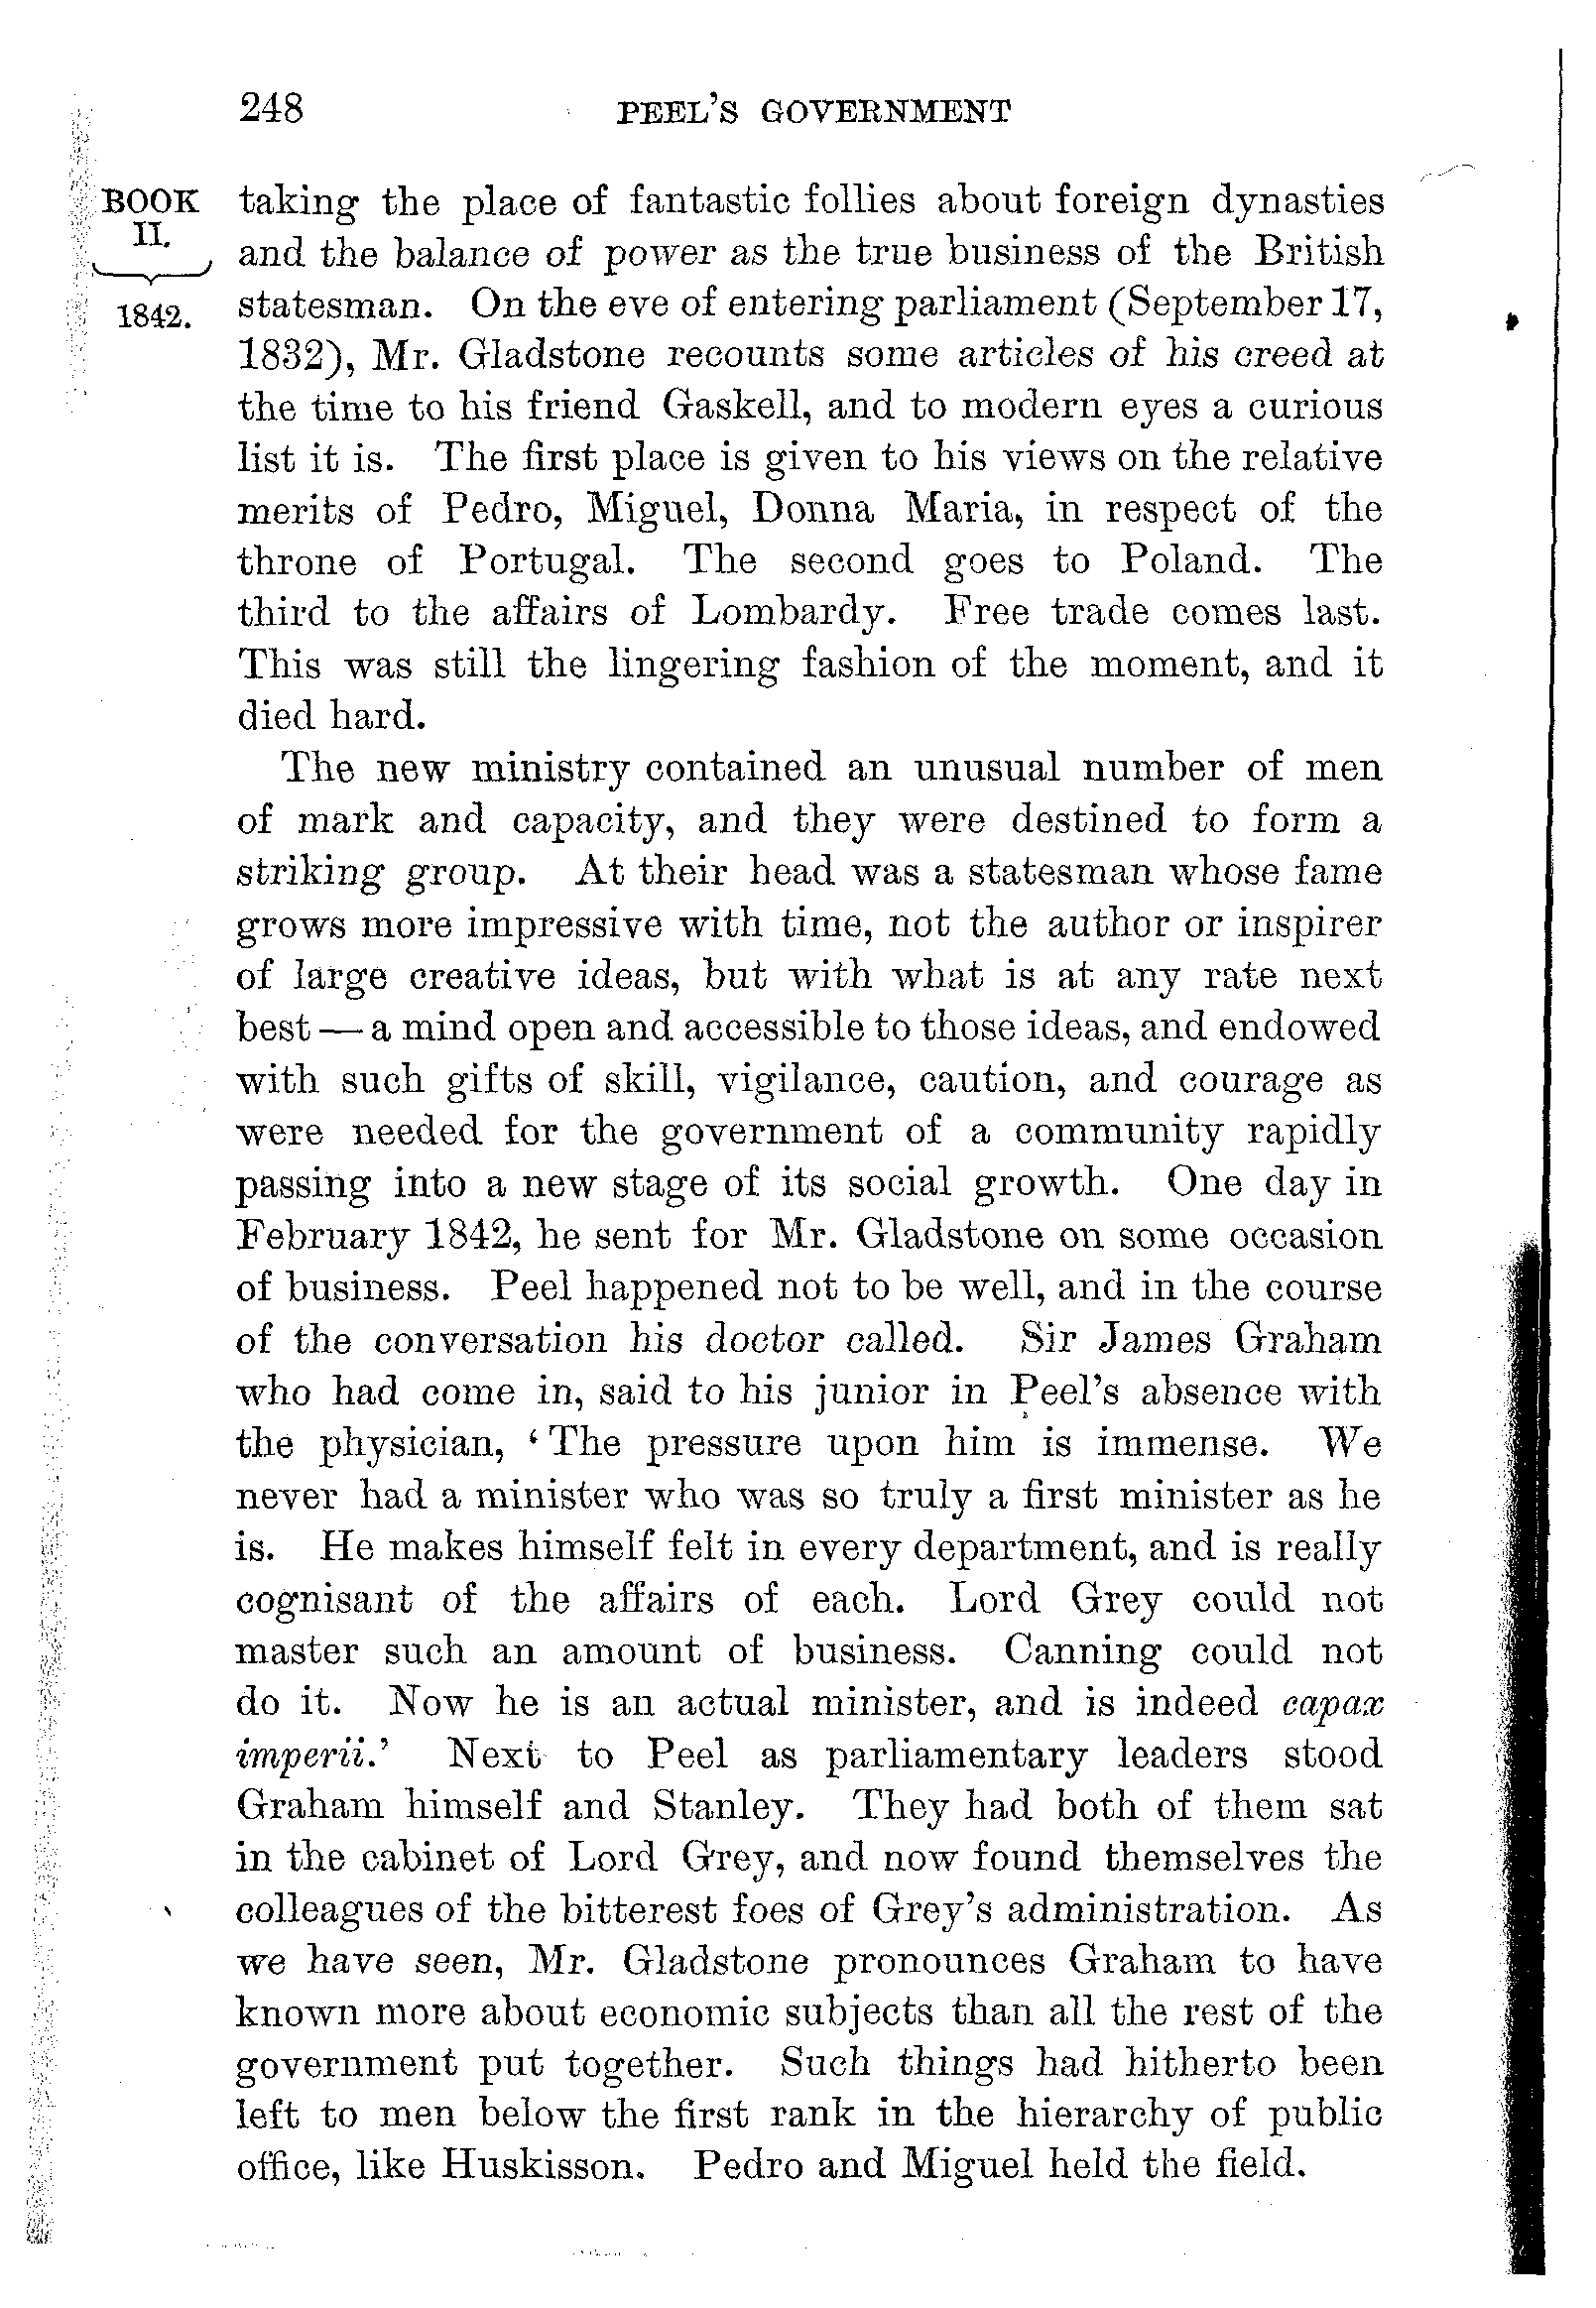 248 PEEL'S GOVERNMENT
BOOK
II.
1842.
taking the place of fantastic follies about foreign dynasties
and the balance of power as the true business of the British
statesman. On the eve of entering parliament (September 17,
1832), Mr. Gladstone recounts some articles of his creed at
the time to his friend Gaskell, and to modern eyes a curious
list it is. The first place is given to his views on the relative
merits of Pedro, Miguel, Donna Maria, in respect of the
throne of Portugal. The second goes to Poland. The
third to the affairs of Lombardy. Free trade comes last.
This was still the lingering fashion of the moment, and it
died hard.
The new ministry contained an unusual number of men
of mark and capacity, and they were destined to form a
striking group. At their head was a statesman whose fame
grows more impressive with time, not the author or inspirer
of large creative ideas, but with what is at any rate next
best — a mind open and accessible to those ideas, and endowed
with such gifts of skill, vigilance, caution, and courage as
were needed for the government of a community rapidly
passing into a new stage of its social growth. One day in
February 1842, he sent for Mr. Gladstone on some occasion
of business. Peel happened not to be well, and in the course
of the conversation his doctor called. Sir James Graham
who had come in, said to his junior in Peel's absence with
the physician, ‘The pressure upon him is immense. We
never had a minister who was so truly a first minister as he
is. He makes himself felt in every department, and is really
cognisant of the affairs of each. Lord Grey could not
master such an amount of business. Canning could not
do it. Now he is an actual minister, and is indeed capax
imperii.’ Next to Peel as parliamentary leaders stood
Graham himself and Stanley. They had both of them sat
in the cabinet of Lord Grey, and now found themselves the
colleagues of the bitterest foes of Grey's administration. As
we have seen, Mr. Gladstone pronounces Graham to have
known more about economic subjects than all the rest of the
government put together. Such things had hitherto been
left to men below the first rank in the hierarchy of public
office, like Huskisson. Pedro and Miguel held the field.